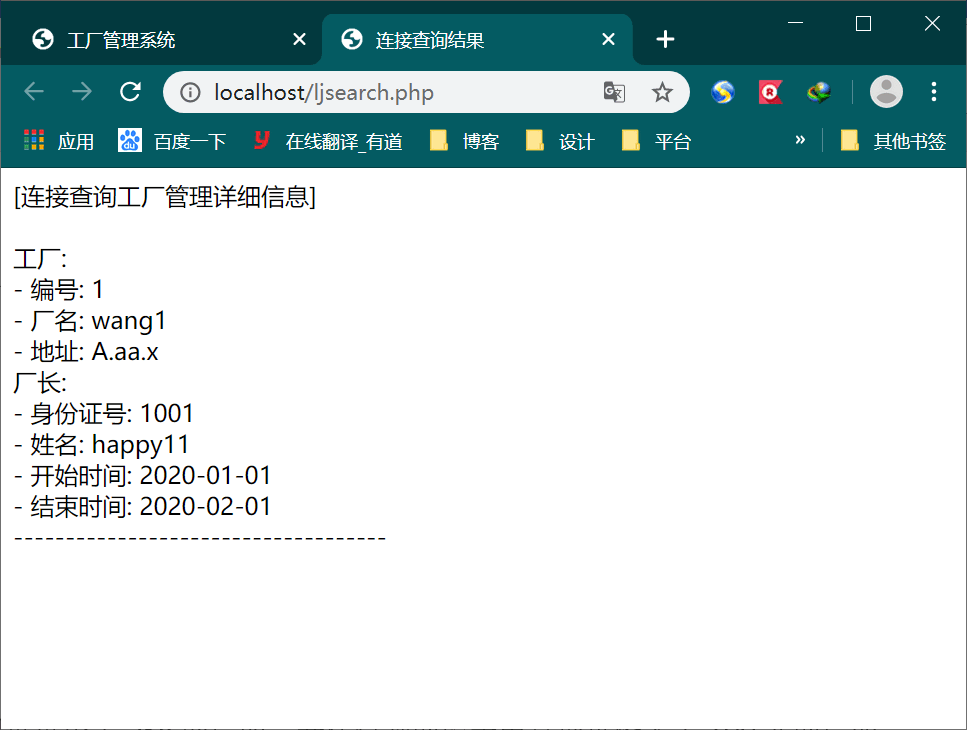 工厂管理系统
连接查询结果
localhost/ljsearch.php
应用
百度一下
在线翻译_有道
博客
设计
平台
»
其他书签
[连接查询工厂管理详细信息]
工厂:
- 编号: 1
- 厂名: wang1
- 地址: A.aa.x
厂长:
- 身份证号: 1001
- 姓名: happy11
- 开始时间: 2020-01-01
- 结束时间: 2020-02-01
------------------------------------